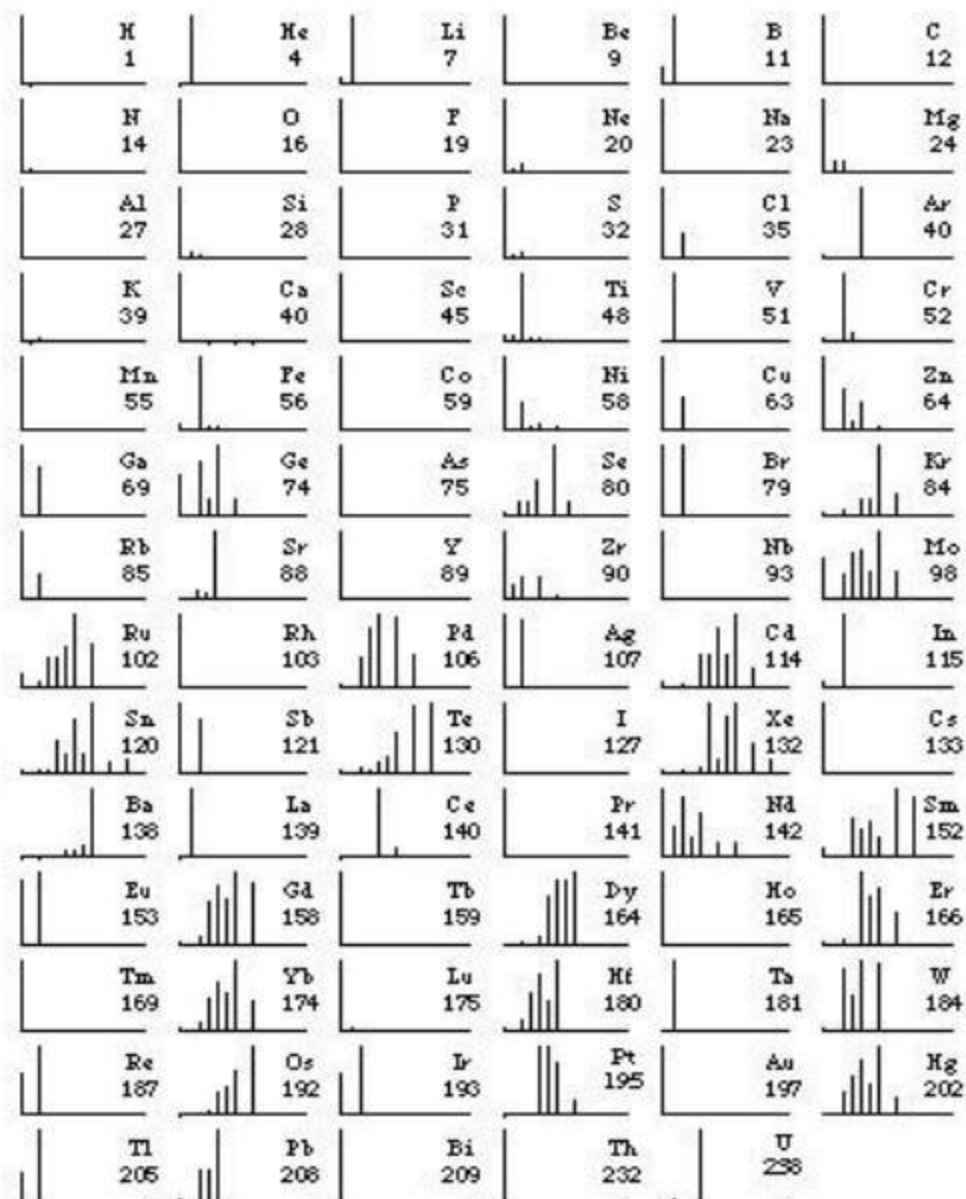 H He Li Be B C
1 4 7 9 11 12
N O F Ne Na Mg
14 16 19 20 23 24
Al Si P S Cl Ar
27 28 31 32 35 40
K Ca Sc Ti V Cr
39 40 45 48 51 52
Mn Fe Co Ni Cu Zn
55 56 59 58 63 64
Ga Ge As Se Br Kr
69 74 75 80 79 84
Rb Sr Y Zr Nb Mo
85 88 89 90 93 98
Ru Rh Pd Ag Cd In
102 103 106 107 114 115
Sn Sb Te I Xe Cs
120 121 130 127 132 133
Ba La Ce Pr Nd Sm
138 139 140 141 142 152
Eu Gd Tb Dy Ho Er
153 158 159 164 165 166
Tm Yb Lu Hf Ta W
169 174 175 180 181 184
Re Os Ir Pt Au Hg
187 192 193 195 197 202
Tl Pb Bi Th U
205 208 209 232 238